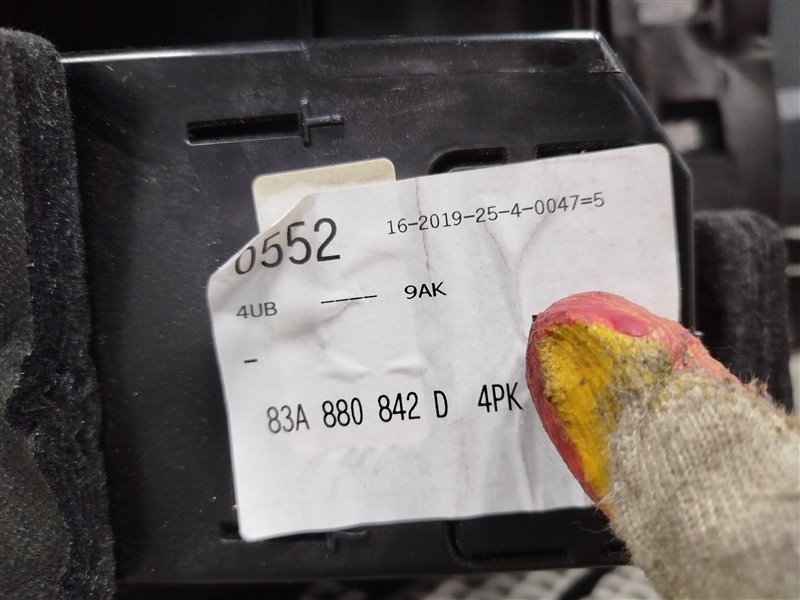 0552 16-2019-25-4-0047=5
4UB ---- 9AK
-
83A 880 842 D 4PK